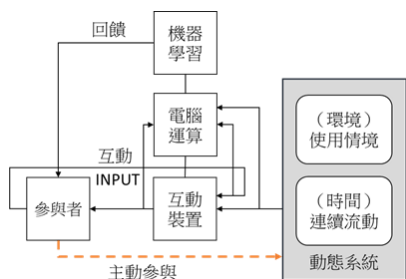 回饋
機器
學習
電腦
運算
互動
INPUT
參與者
互動
裝置
（環境）
使用情境
（時間）
連續流動
動態系統
主動參與